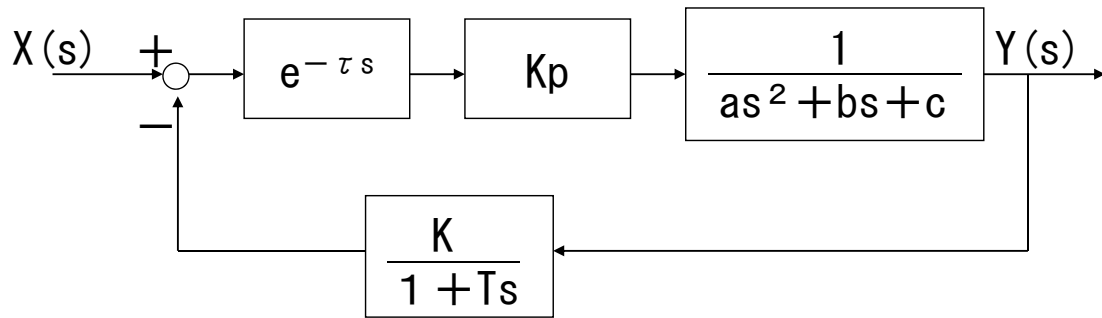 X(s)
+
−
e^{−τs}
Kp
1
as²+bs+c
Y(s)
K
1+Ts